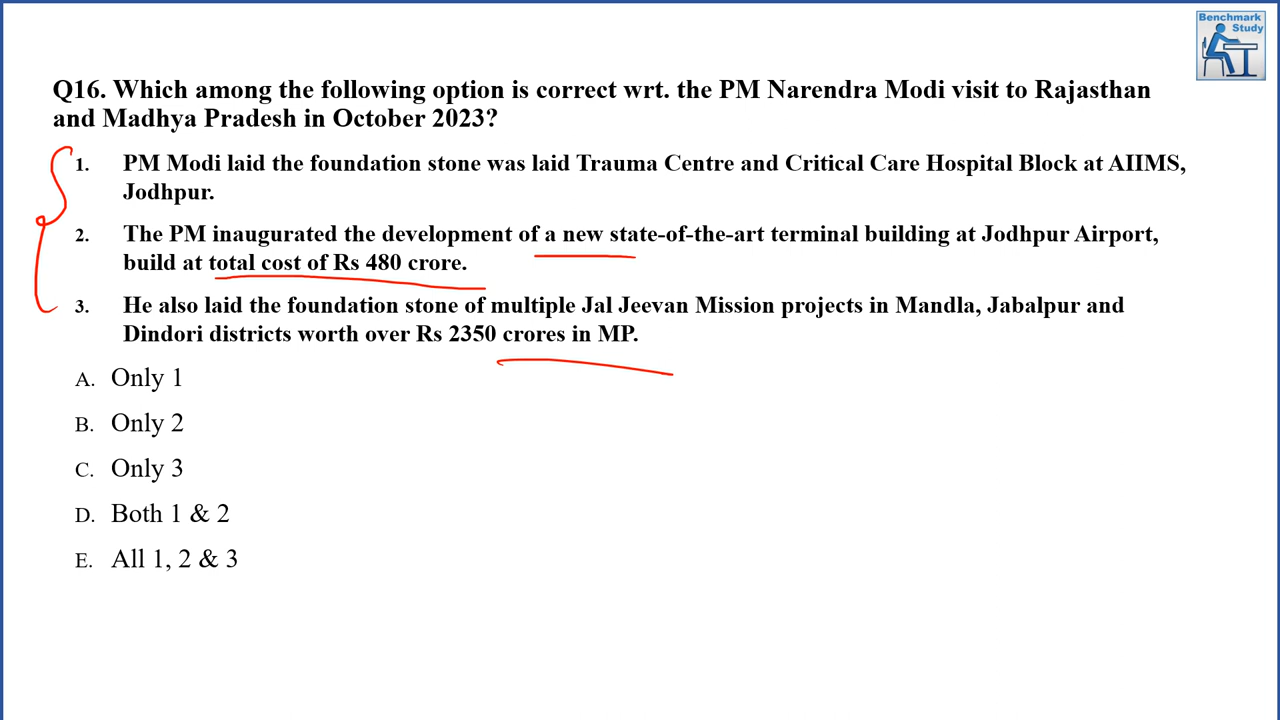 Benchmark
Study
Q16. Which among the following option is correct wrt. the PM Narendra Modi visit to Rajasthan
and Madhya Pradesh in October 2023?
1. PM Modi laid the foundation stone was laid Trauma Centre and Critical Care Hospital Block at AIIMS,
Jodhpur.
2. The PM inaugurated the development of a new state-of-the-art terminal building at Jodhpur Airport,
build at total cost of Rs 480 crore.
3. He also laid the foundation stone of multiple Jal Jeevan Mission projects in Mandla, Jabalpur and
Dindori districts worth over Rs 2350 crores in MP.
A. Only 1
B. Only 2
C. Only 3
D. Both 1 & 2
E. All 1, 2 & 3